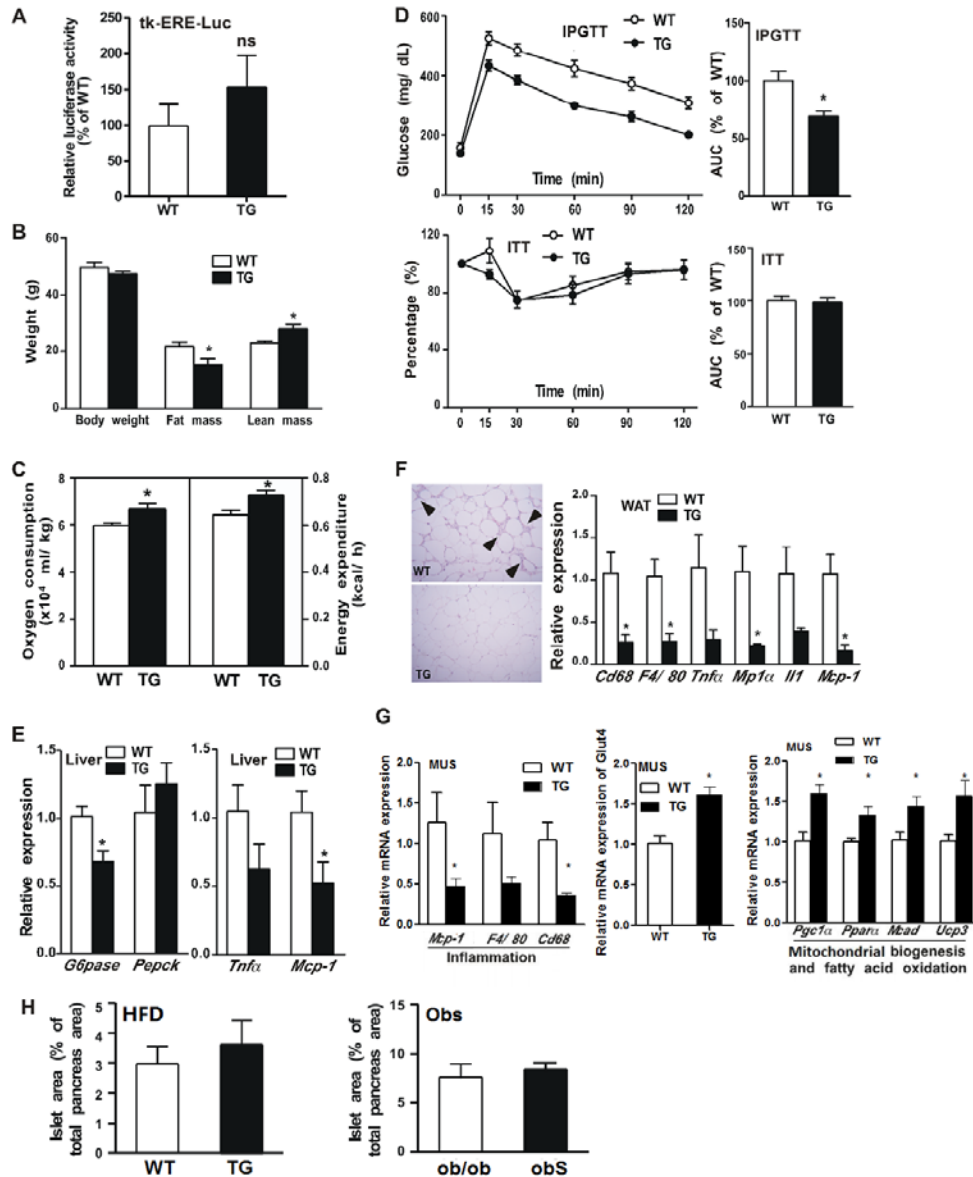 A
tk-ERE-Luc
Relative luciferase activity
(% of WT)
200
150
100
50
0
ns
WT
TG
B
Weight (g)
60
40
20
0
WT
TG
*
*
Body weight
Fat mass
Lean mass
C
Oxygen consumption
(x10⁴ ml/ kg)
8
6
4
2
0
*
*
0.8
0.6
0.4
0.2
0.0
Energy expenditure
(kcal/ h)
WT TG
WT TG
D
Glucose (mg/ dL)
600
400
200
0
IPGTT
WT
TG
Time (min)
0 15 30 60 90 120
AUC (% of WT)
150
100
50
0
IPGTT
*
WT TG
Percentage (%)
120
80
40
0
ITT
WT
TG
Time (min)
0 15 30 60 90 120
AUC (% of WT)
150
100
50
0
ITT
WT TG
E
Relative expression
1.5
1.0
0.5
0.0
Liver
WT
TG
*
G6pase Pepck
1.5
1.0
0.5
0.0
Liver
WT
TG
*
Tnfα Mcp-1
F
WT
TG
Relative expression
2.0
1.5
1.0
0.5
0.0
WAT
WT
TG
* * * *
Cd68 F4/ 80 Tnfα Mp1α Il1 Mcp-1
G
Relative mRNA expression
2.0
1.5
1.0
0.5
0.0
MUS
WT
TG
* *
Mcp-1 F4/ 80 Cd68
Inflammation
Relative mRNA expression of Glut4
2.0
1.5
1.0
0.5
0.0
MUS
WT
TG
*
WT TG
Relative mRNA expression
2.0
1.5
1.0
0.5
0.0
MUS
WT
TG
* * * *
Pgc1α Pparα Mcad Ucp3
Mitochondrial biogenesis
and fatty acid oxidation
H
Islet area (% of
total pancreas area)
5
4
3
2
1
0
HFD
WT TG
Islet area (% of
total pancreas area)
15
10
5
0
Obs
ob/ob obS